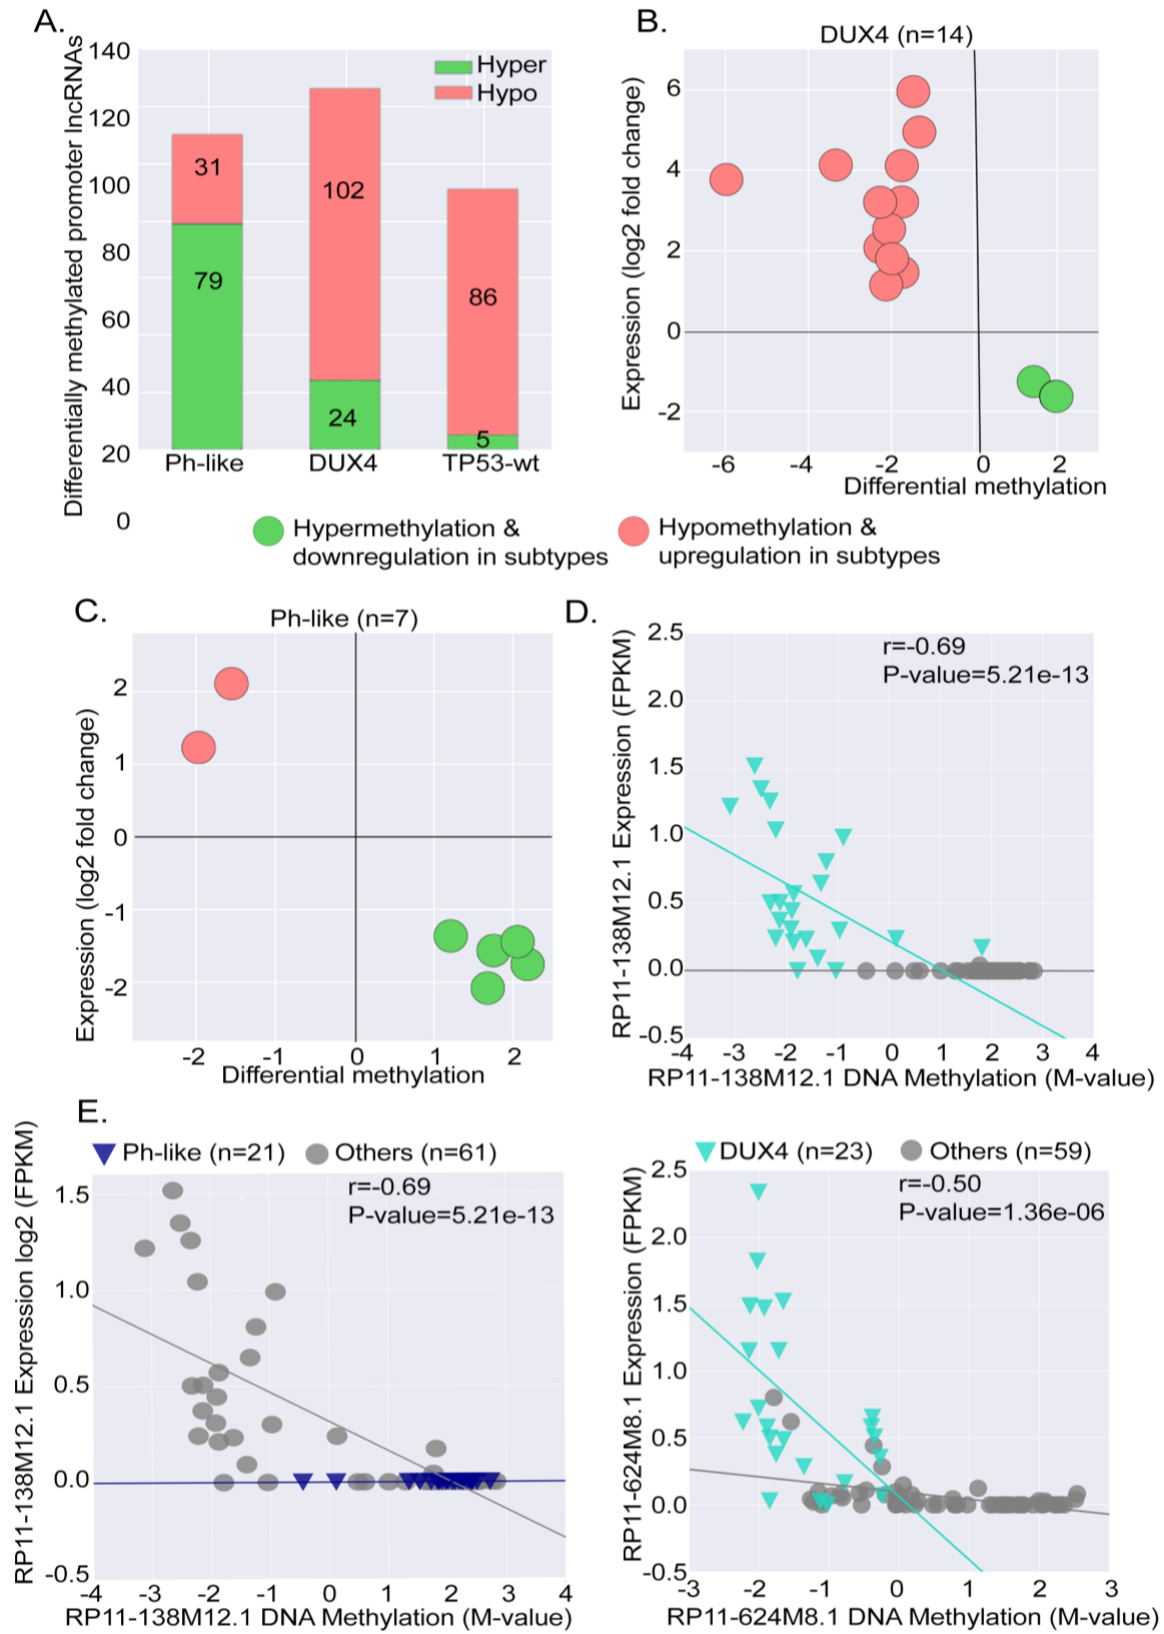 A.
Differentially methylated promoter lncRNAs
140
120
100
80
60
40
20
0
Hyper
Hypo
31
79
102
24
86
5
Ph-like
DUX4
TP53-wt
B.
DUX4 (n=14)
Expression (log2 fold change)
6
4
2
0
-2
-6
-4
-2
0
2
Differential methylation
Hypermethylation &
downregulation in subtypes
Hypomethylation &
upregulation in subtypes
C.
Ph-like (n=7)
Expression (log2 fold change)
2
1
0
-1
-2
-2
-1
0
1
2
Differential methylation
D.
RP11-138M12.1 Expression (FPKM)
2.5
2.0
1.5
1.0
0.5
0.0
-0.5
r=-0.69
P-value=5.21e-13
-4
-3
-2
-1
0
1
2
3
4
RP11-138M12.1 DNA Methylation (M-value)
E.
Ph-like (n=21)
Others (n=61)
RP11-138M12.1 Expression log2 (FPKM)
1.5
1.0
0.5
0.0
-0.5
r=-0.69
P-value=5.21e-13
-4
-3
-2
-1
0
1
2
3
4
RP11-138M12.1 DNA Methylation (M-value)
DUX4 (n=23)
Others (n=59)
RP11-624M8.1 Expression (FPKM)
2.5
2.0
1.5
1.0
0.5
0.0
-0.5
r=-0.50
P-value=1.36e-06
-3
-2
-1
0
1
2
3
RP11-624M8.1 DNA Methylation (M-value)